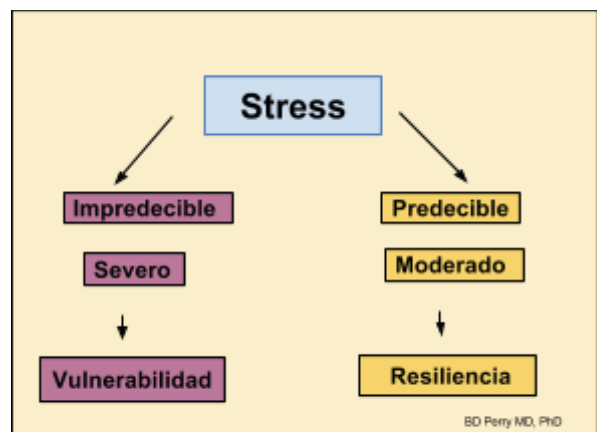 Stress
Impredecible
Severo
Vulnerabilidad
Predecible
Moderado
Resiliencia
BD Perry MD, PhD